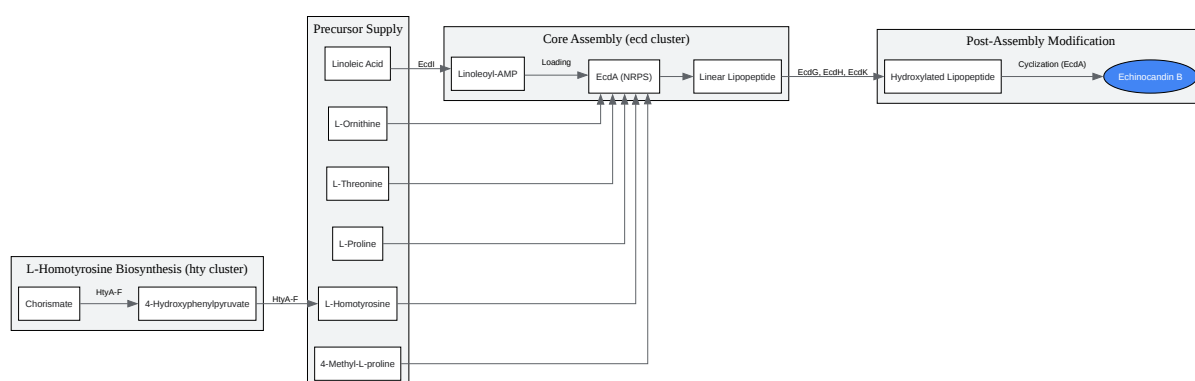 Precursor Supply
Linoleic Acid
L-Ornithine
L-Threonine
L-Proline
L-Homotyrosine
4-Methyl-L-proline
EcdI
Core Assembly (ecd cluster)
Linoleoyl-AMP
Loading
EcdA (NRPS)
Linear Lipopeptide
EcdG, EcdH, EcdK
Post-Assembly Modification
Hydroxylated Lipopeptide
Cyclization (EcdA)
Echinocandin B
L-Homotyrosine Biosynthesis (hty cluster)
Chorismate
HtyA-F
4-Hydroxyphenylpyruvate
HtyA-F